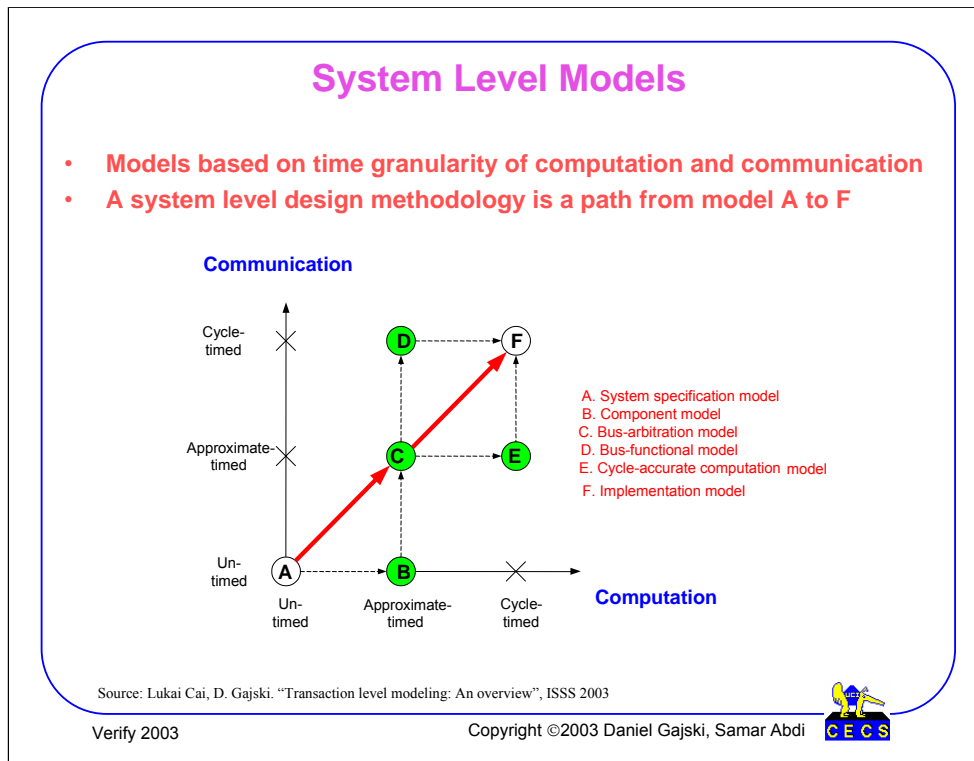 System Level Models
• Models based on time granularity of computation and communication
• A system level design methodology is a path from model A to F
Communication
Cycle-
timed
D
F
A. System specification model
B. Component model
C. Bus-arbitration model
D. Bus-functional model
E. Cycle-accurate computation model
F. Implementation model
Approximate-
timed
C
E
Un-
timed
A
B
Computation
Un-
timed
Approximate-
timed
Cycle-
timed
Source: Lukai Cai, D. Gajski. “Transaction level modeling: An overview”, ISSS 2003
Verify 2003
Copyright ©2003 Daniel Gajski, Samar Abdi
UCI
CECS